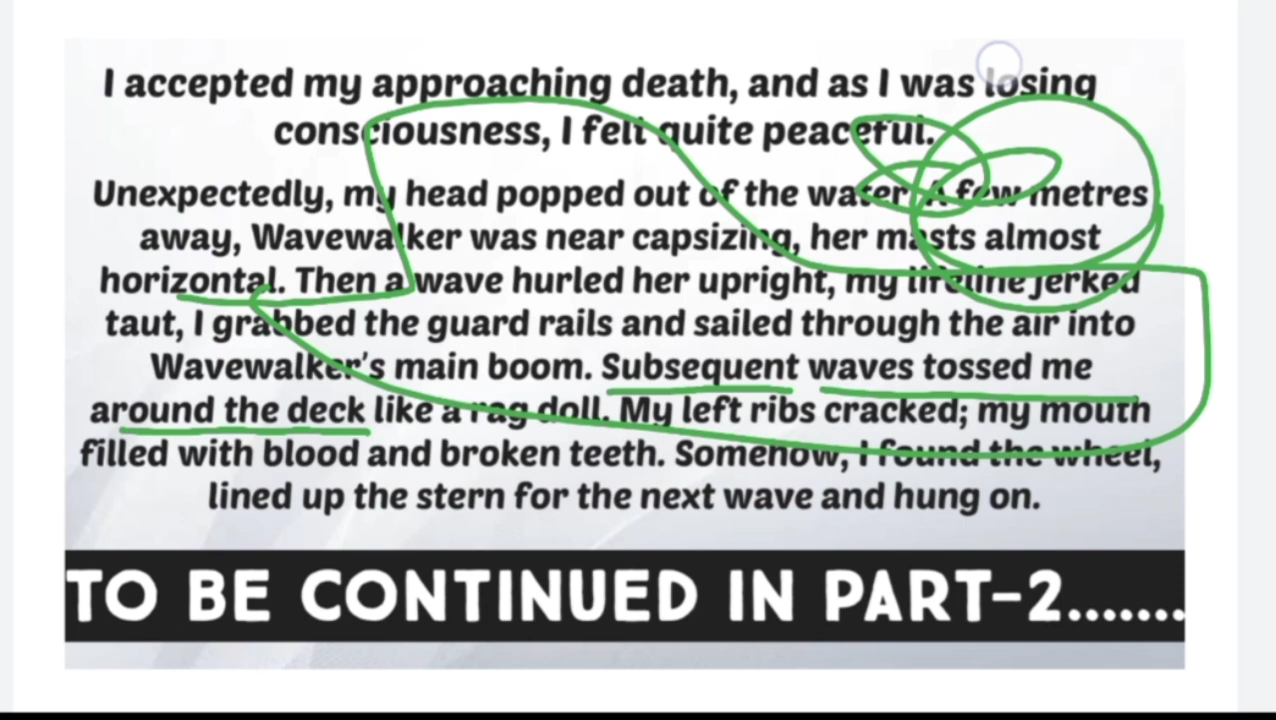 I accepted my approaching death, and as I was losing
consciousness, I felt quite peaceful.
Unexpectedly, my head popped out of the water. A few metres
away, Wavewalker was near capsizing, her masts almost
horizontal. Then a wave hurled her upright, my lifeline jerked
taut, I grabbed the guard rails and sailed through the air into
Wavewalker's main boom. Subsequent waves tossed me
around the deck like a rag doll. My left ribs cracked; my mouth
filled with blood and broken teeth. Somehow, I found the wheel,
lined up the stern for the next wave and hung on.
TO BE CONTINUED IN PART-2.......